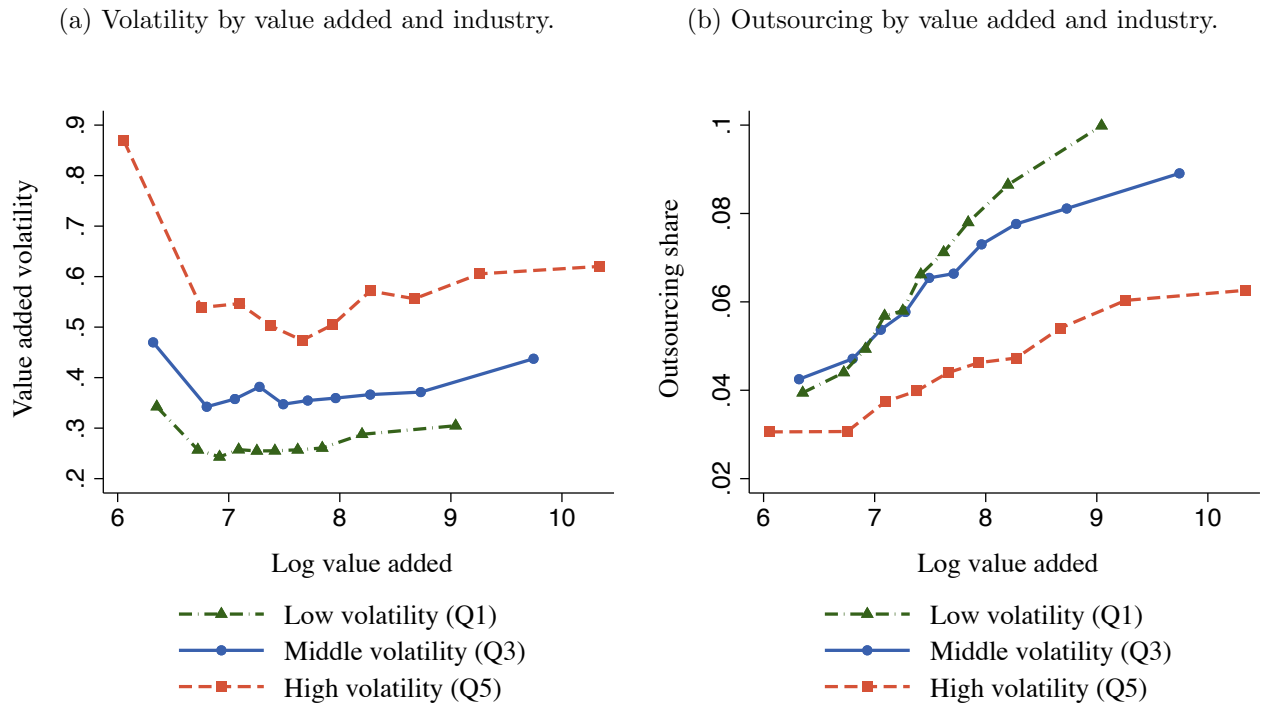 (a) Volatility by value added and industry.
(b) Outsourcing by value added and industry.
Value added volatility
.9
.8
.7
.6
.5
.4
.3
.2
6 7 8 9 10
Log value added
Low volatility (Q1)
Middle volatility (Q3)
High volatility (Q5)
Outsourcing share
.1
.08
.06
.04
.02
6 7 8 9 10
Log value added
Low volatility (Q1)
Middle volatility (Q3)
High volatility (Q5)